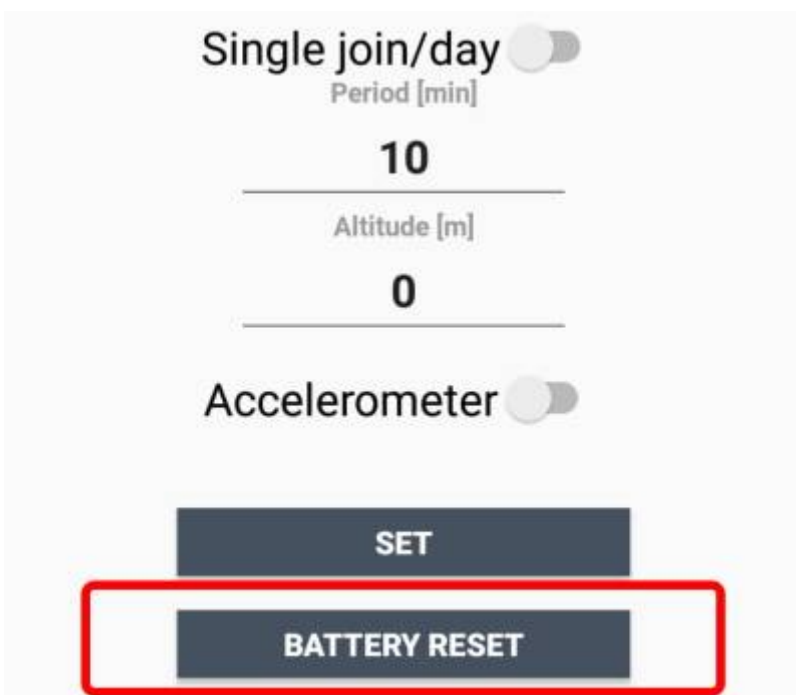 Single join/day
Period [min]
10
Altitude [m]
0
Accelerometer
SET
BATTERY RESET